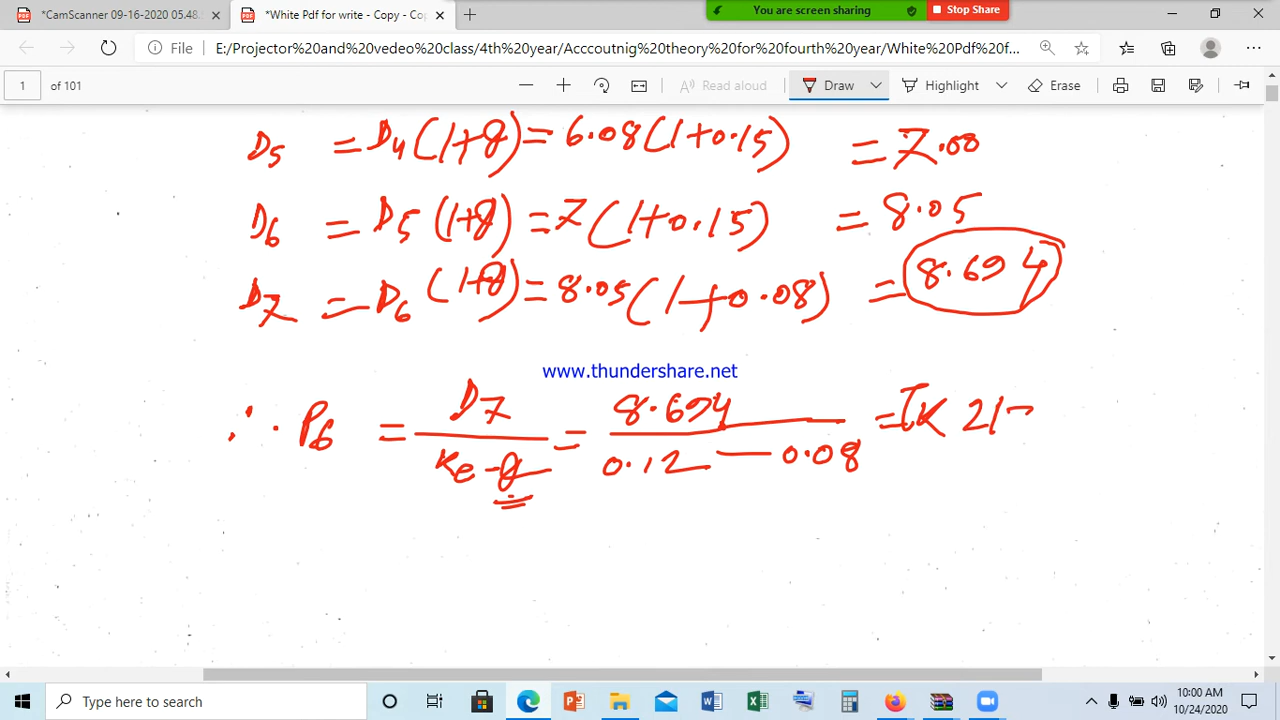 *CamScanner 09-16-2020 05.48
*White Pdf for write - Copy - Cop
You are screen sharing
Stop Share
File
E:/Projector%20and%20vedeo%20class/4th%20year/Acccoutnig%20theory%20for%20fourth%20year/White%20Pdf%20f...
1 of 101
Read aloud
Draw
Highlight
Erase
D5 = D4(1+g) = 6.08(1+0.15) = 7.00
D6 = D5(1+g) = 7(1+0.15) = 8.05
D7 = D6(1+g) = 8.05(1+0.08) = 8.694
www.thundershare.net
∴ P6 = D7 / Ke-g = 8.694 / 0.12 - 0.08 = TK 217
Type here to search
10:00 AM
10/24/2020